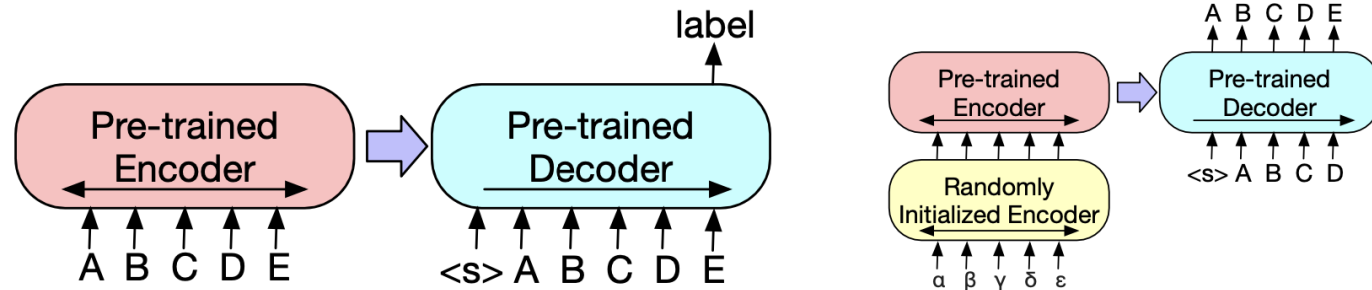 label
Pre-trained
Encoder
Pre-trained
Decoder
A B C D E
<s> A B C D E
A B C D E
Pre-trained
Encoder
Pre-trained
Decoder
<s> A B C D
Randomly
Initialized Encoder
α β γ δ ε